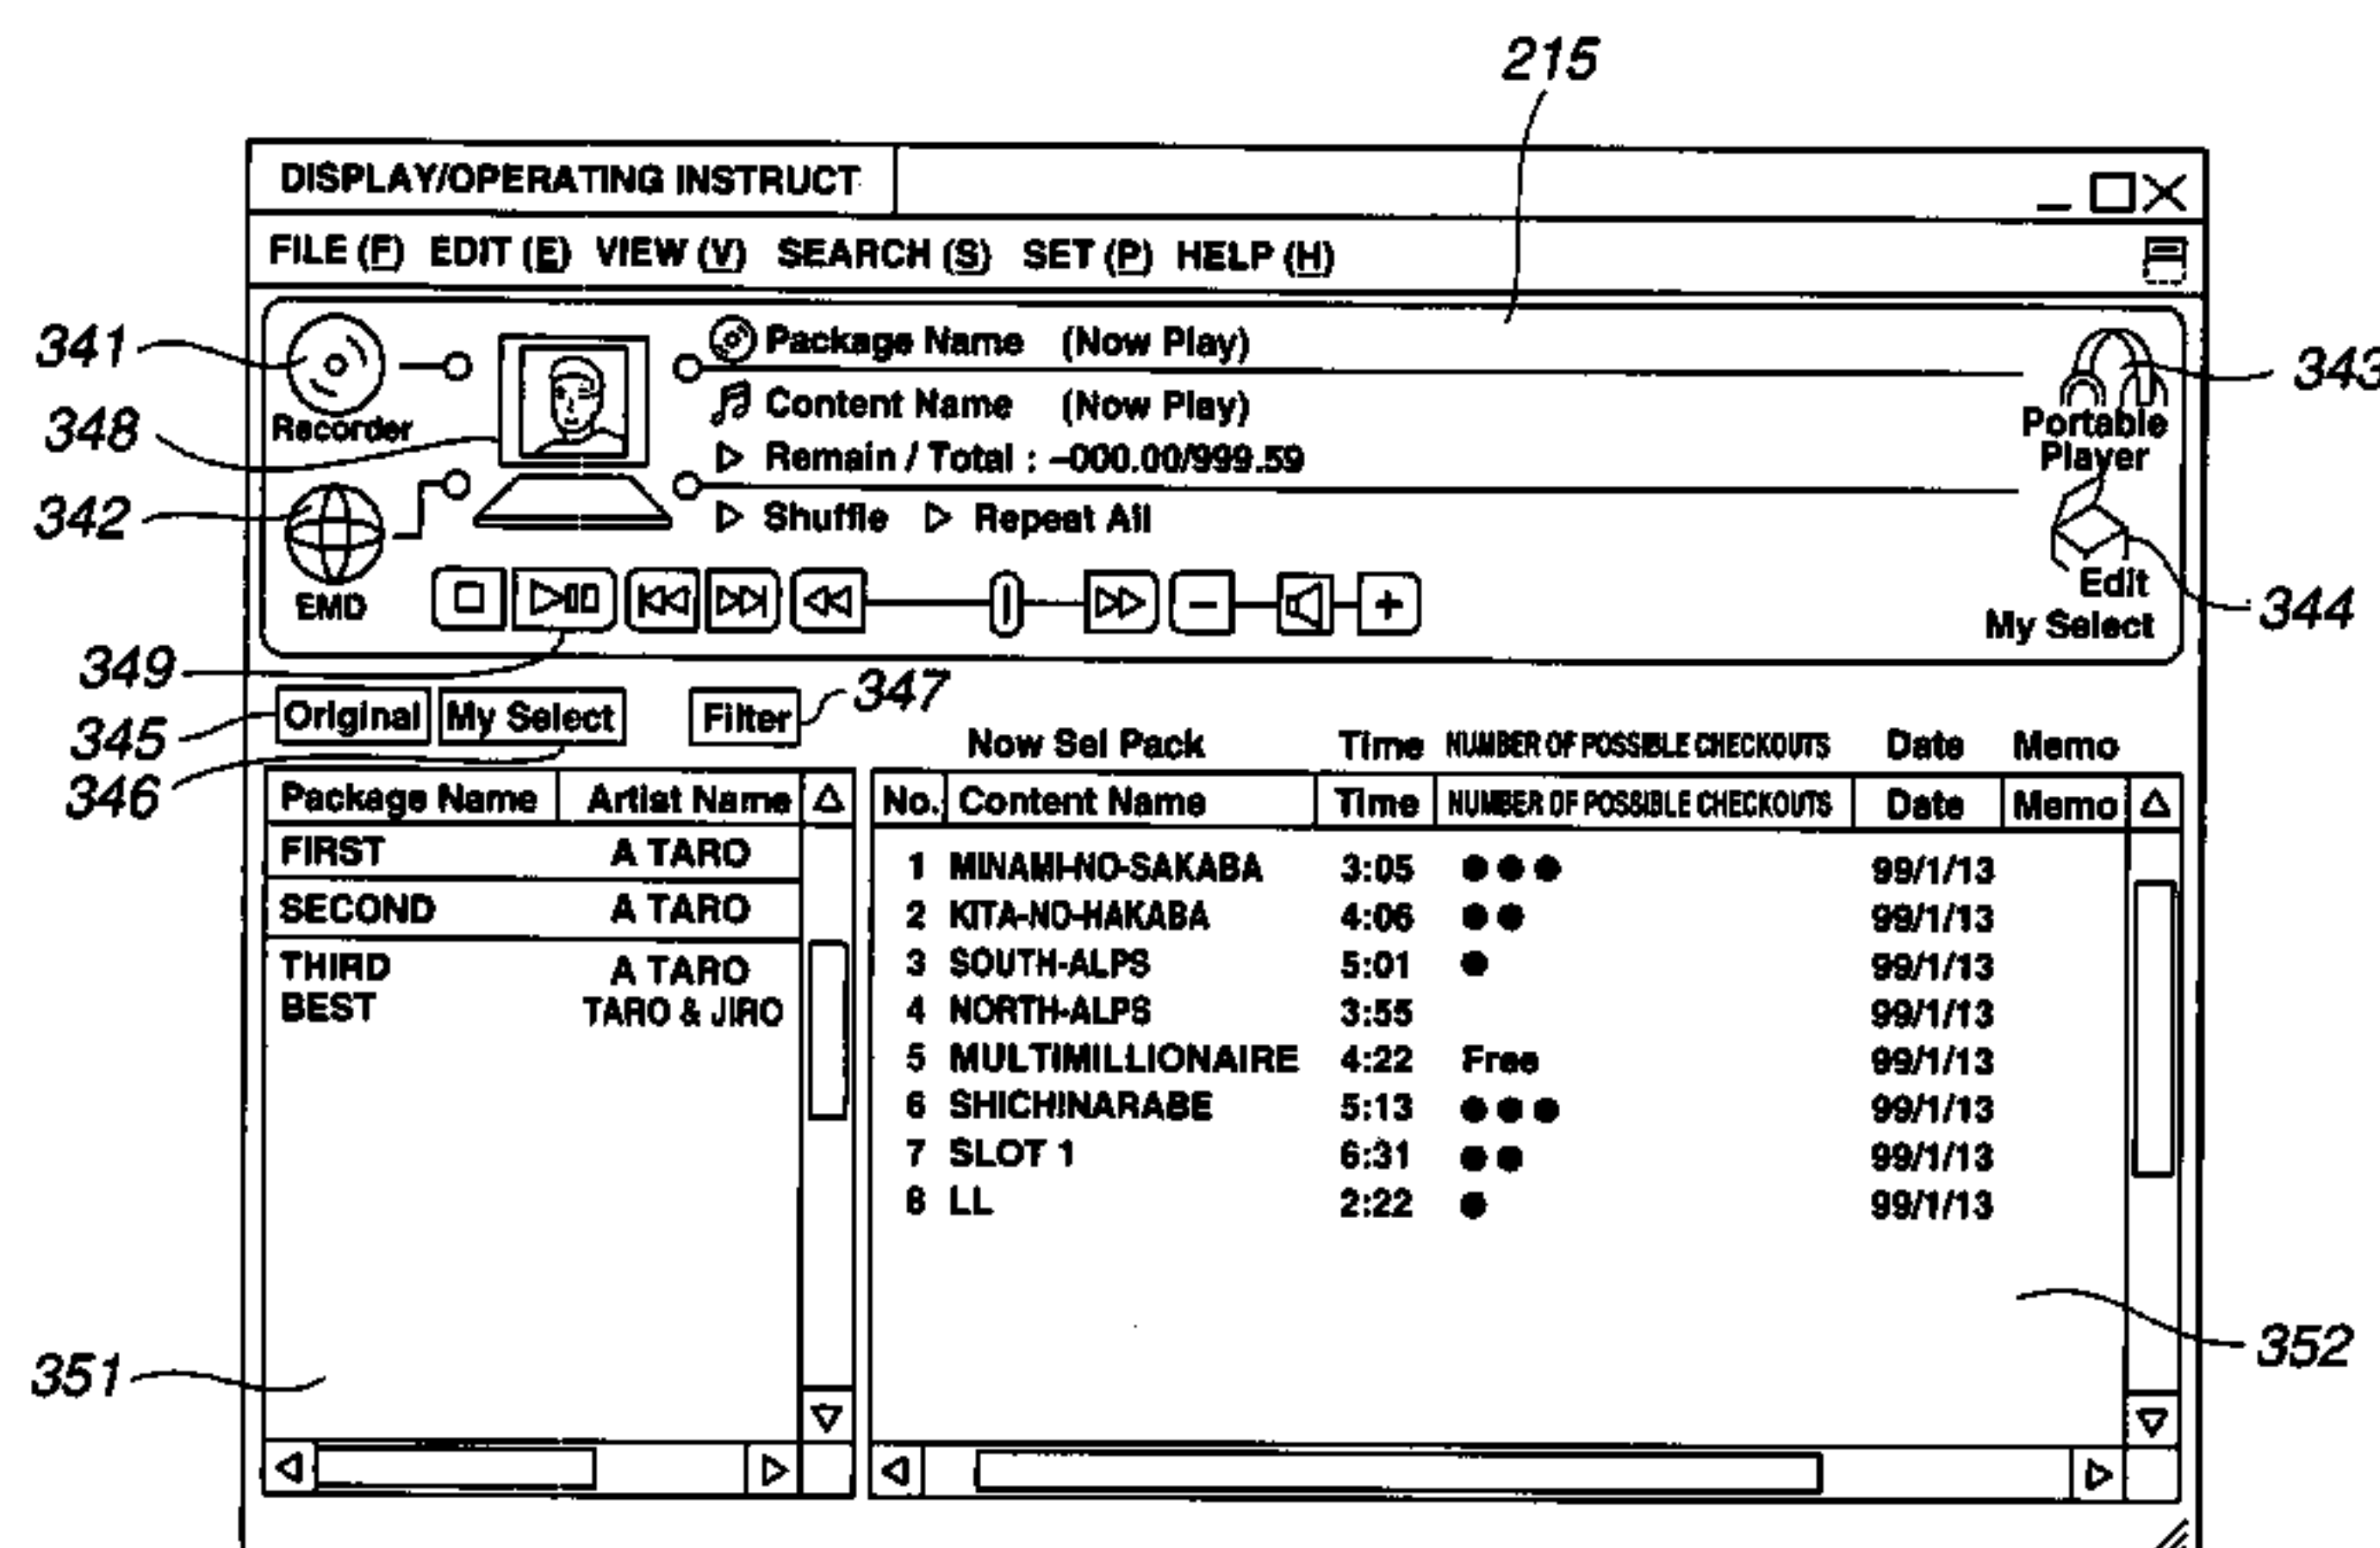 215
DISPLAY/OPERATING INSTRUCT
FILE (F) EDIT (E) VIEW (V) SEARCH (S) SET (P) HELP (H)
341
Recorder
348
342
EMD
Package Name (Now Play)
Content Name (Now Play)
Remain / Total : -000.00/999.59
Shuffle Repeat All
343
Portable
Player
Edit
My Select
344
349
345
346
Original My Select Filter
347
Now Sel Pack Time NUMBER OF POSSIBLE CHECKOUTS Date Memo
Package Name Artist Name
FIRST A TARO
SECOND A TARO
THIRD A TARO
BEST TARO & JIRO
351
No. Content Name Time NUMBER OF POSSIBLE CHECKOUTS Date Memo
1 MINAMI-NO-SAKABA 3:05 ●●● 99/1/13
2 KITA-NO-HAKABA 4:06 ●● 99/1/13
3 SOUTH-ALPS 5:01 ● 99/1/13
4 NORTH-ALPS 3:55 99/1/13
5 MULTIMILLIONAIRE 4:22 Free 99/1/13
6 SHICHINARABE 5:13 ●●● 99/1/13
7 SLOT 1 6:31 ●● 99/1/13
8 LL 2:22 ● 99/1/13
352